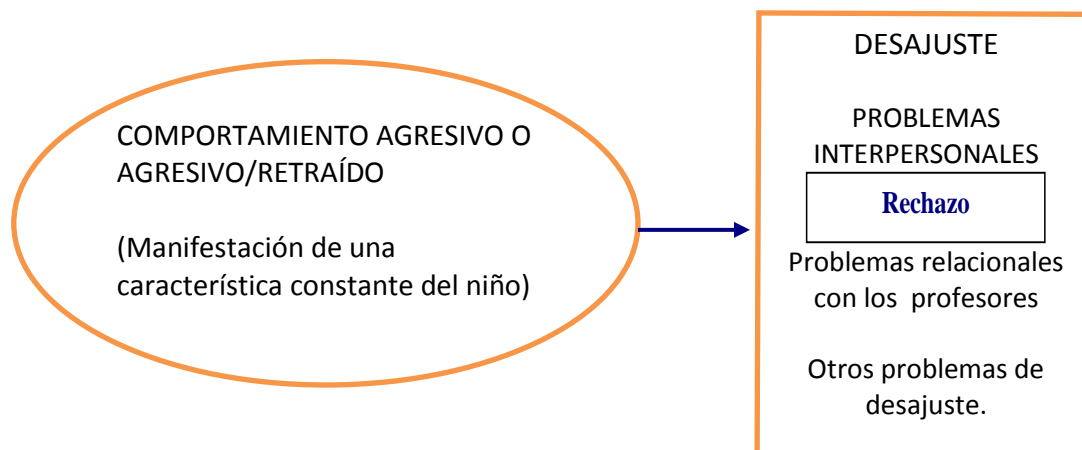 COMPORTAMIENTO AGRESIVO O
AGRESIVO/RETRAÍDO
(Manifestación de una
característica constante del niño)
DESAJUSTE
PROBLEMAS
INTERPERSONALES
Rechazo
Problemas relacionales
con los profesores
Otros problemas de
desajuste.